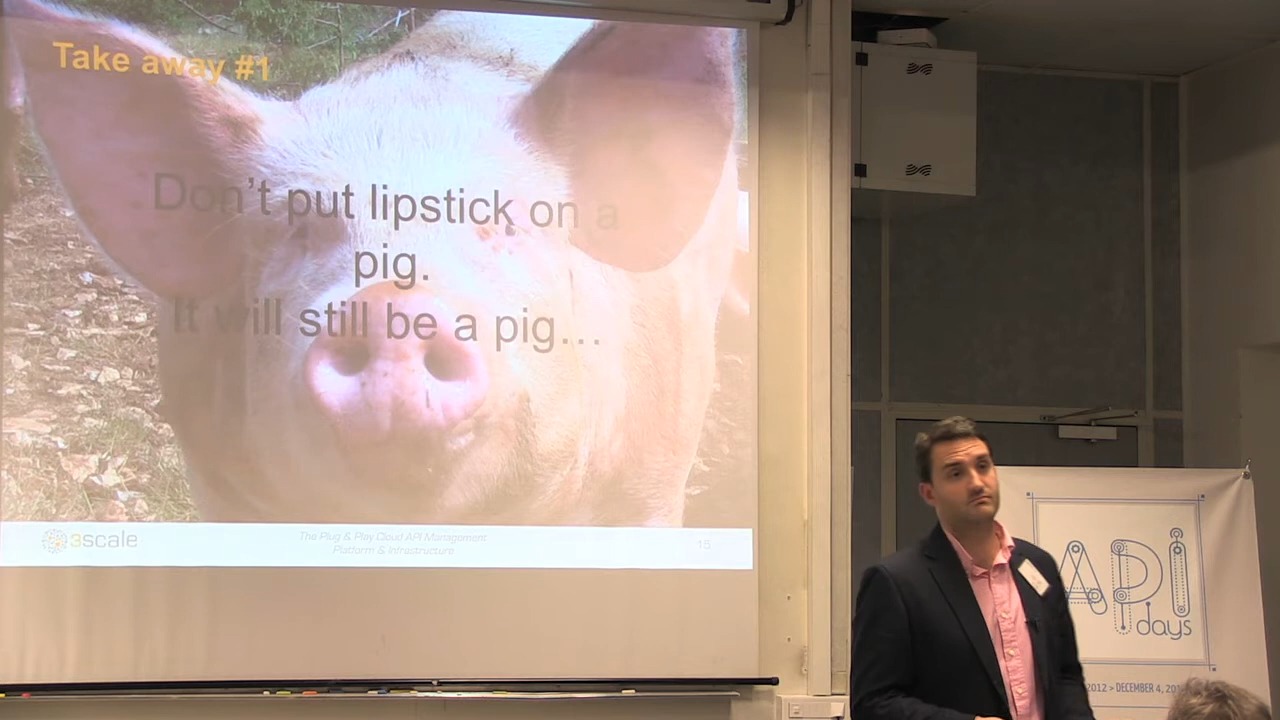 Take away #1
Don't put lipstick on a
pig.
It will still be a pig...
3scale
The Plug & Play Cloud API Management
Platform & Infrastructure
15
API
days
2012 > DECEMBER 4, 201